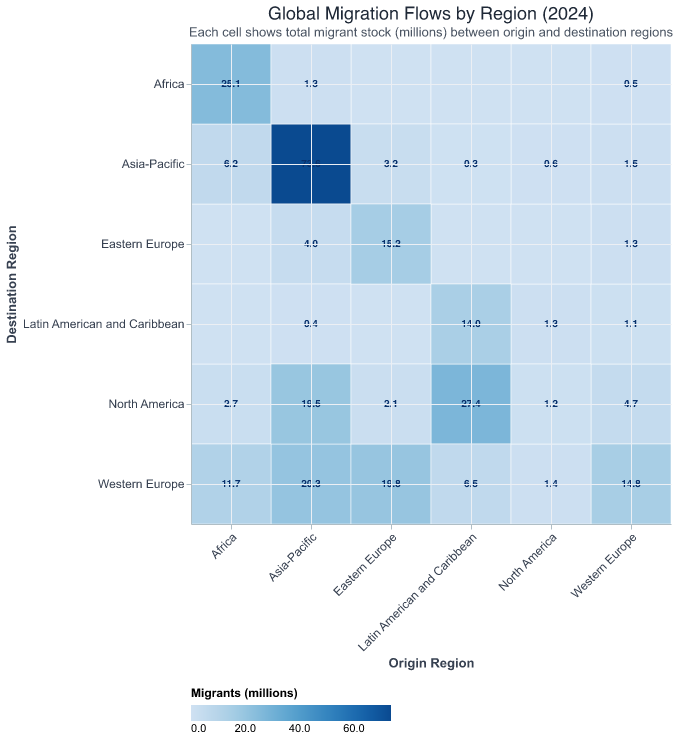 Global Migration Flows by Region (2024)
Each cell shows total migrant stock (millions) between origin and destination regions
Destination Region
Africa 25.1 1.3 0.5
Asia-Pacific 6.2 3.2 0.3 0.6 1.5
Eastern Europe 4.9 15.2 1.3
Latin American and Caribbean 0.4 14.0 1.3 1.1
North America 2.7 18.5 2.1 27.4 1.2 4.7
Western Europe 11.7 20.3 19.8 6.5 1.4 14.8
Africa Asia-Pacific Eastern Europe Latin American and Caribbean North America Western Europe
Origin Region
Migrants (millions)
0.0 20.0 40.0 60.0